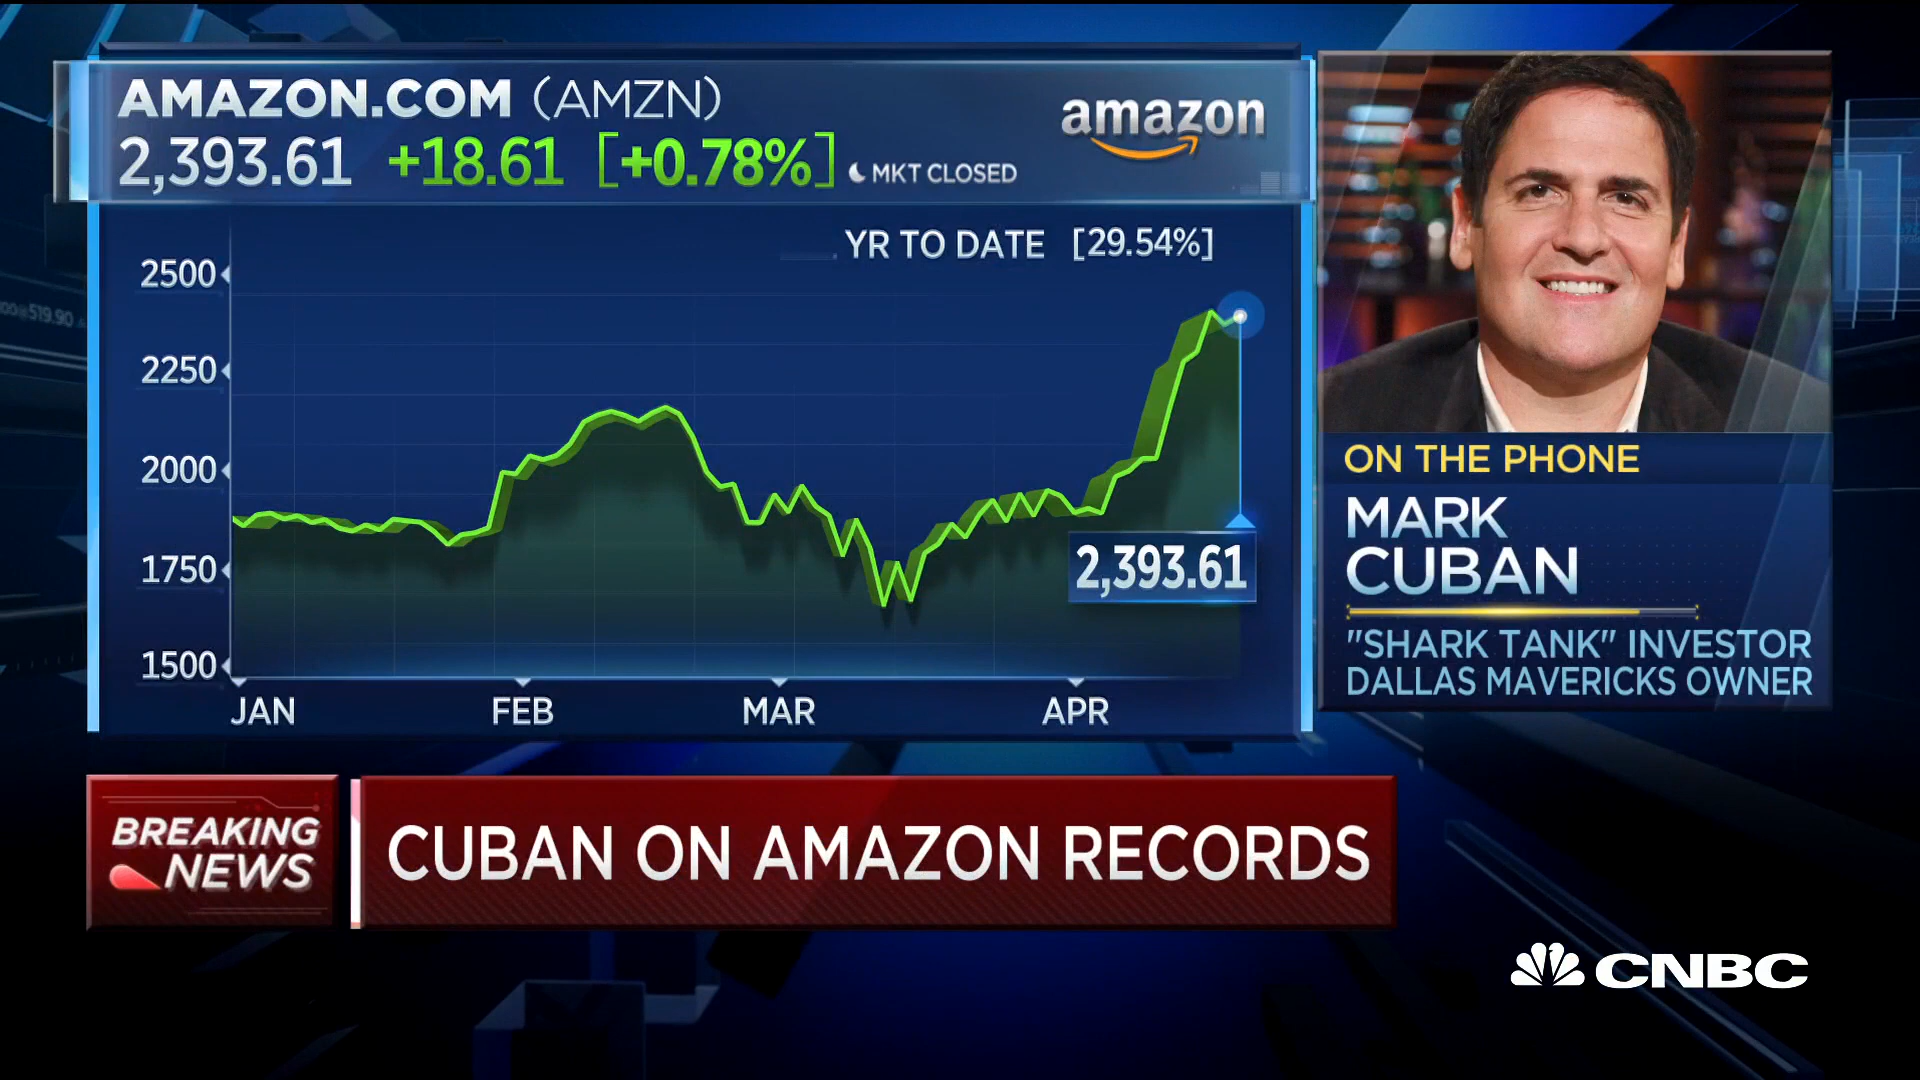 AMAZON.COM (AMZN)
2,393.61 +18.61 [+0.78%] MKT CLOSED
amazon
YR TO DATE [29.54%]
2500
2250
2000
1750
1500
JAN FEB MAR APR
2,393.61
ON THE PHONE
MARK
CUBAN
"SHARK TANK" INVESTOR
DALLAS MAVERICKS OWNER
BREAKING
NEWS
CUBAN ON AMAZON RECORDS
CNBC